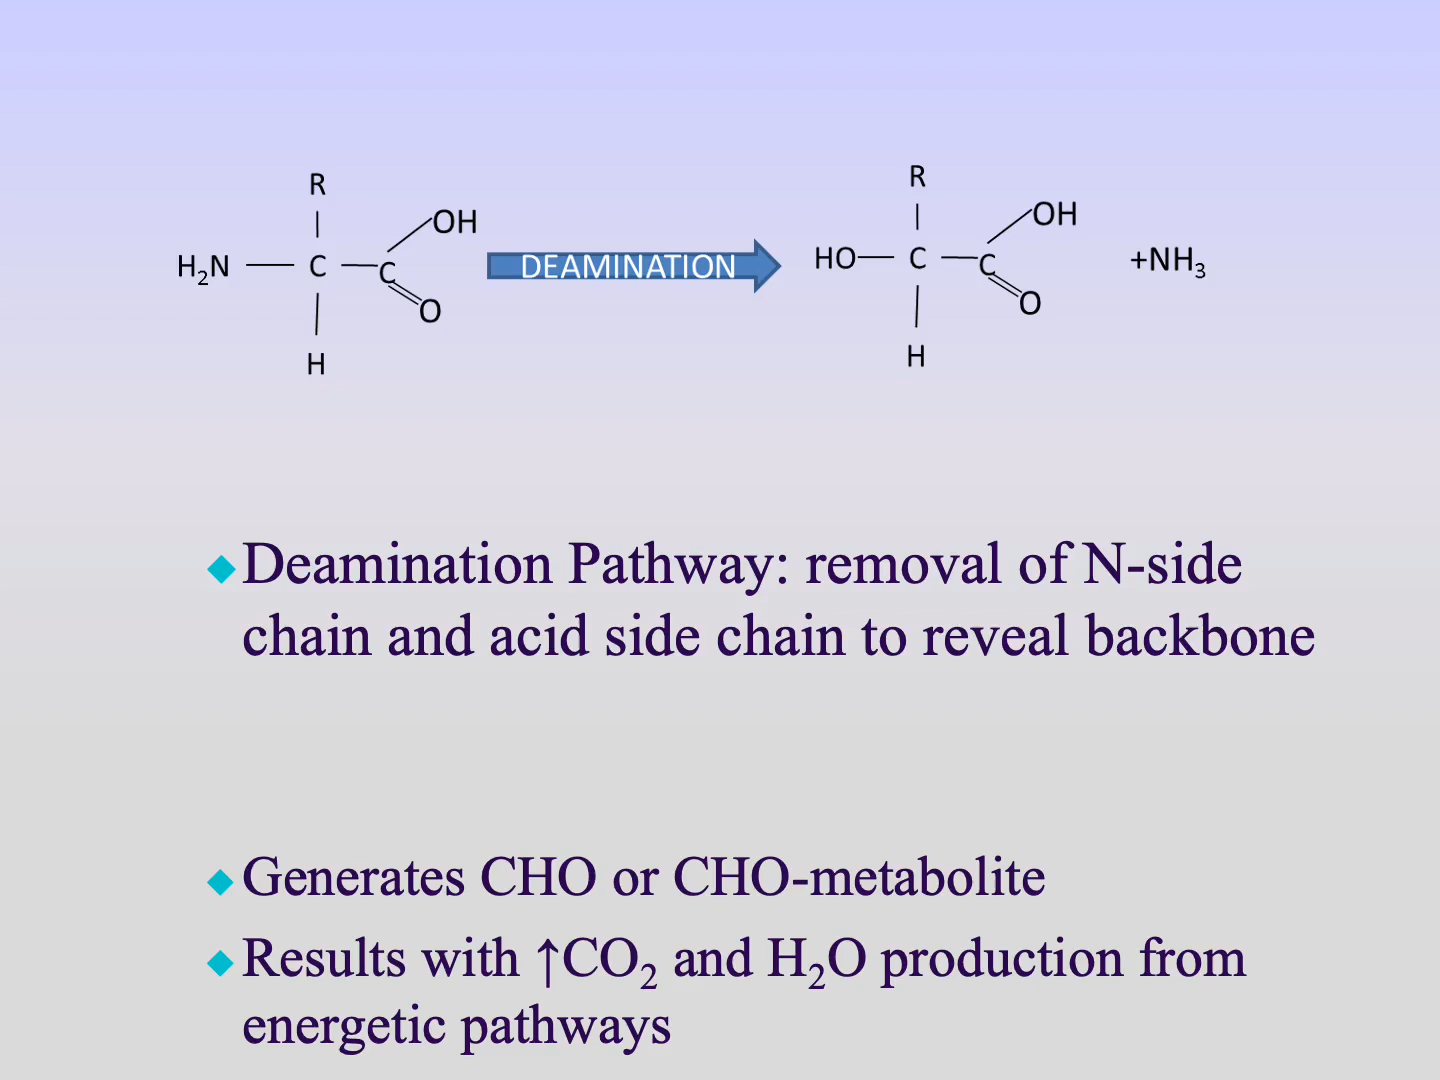 R
OH
H₂N C C
O
H
DEAMINATION
R
OH
HO C C
O
H
+NH₃
Deamination Pathway: removal of N-side
chain and acid side chain to reveal backbone
Generates CHO or CHO-metabolite
Results with ↑CO₂ and H₂O production from
energetic pathways